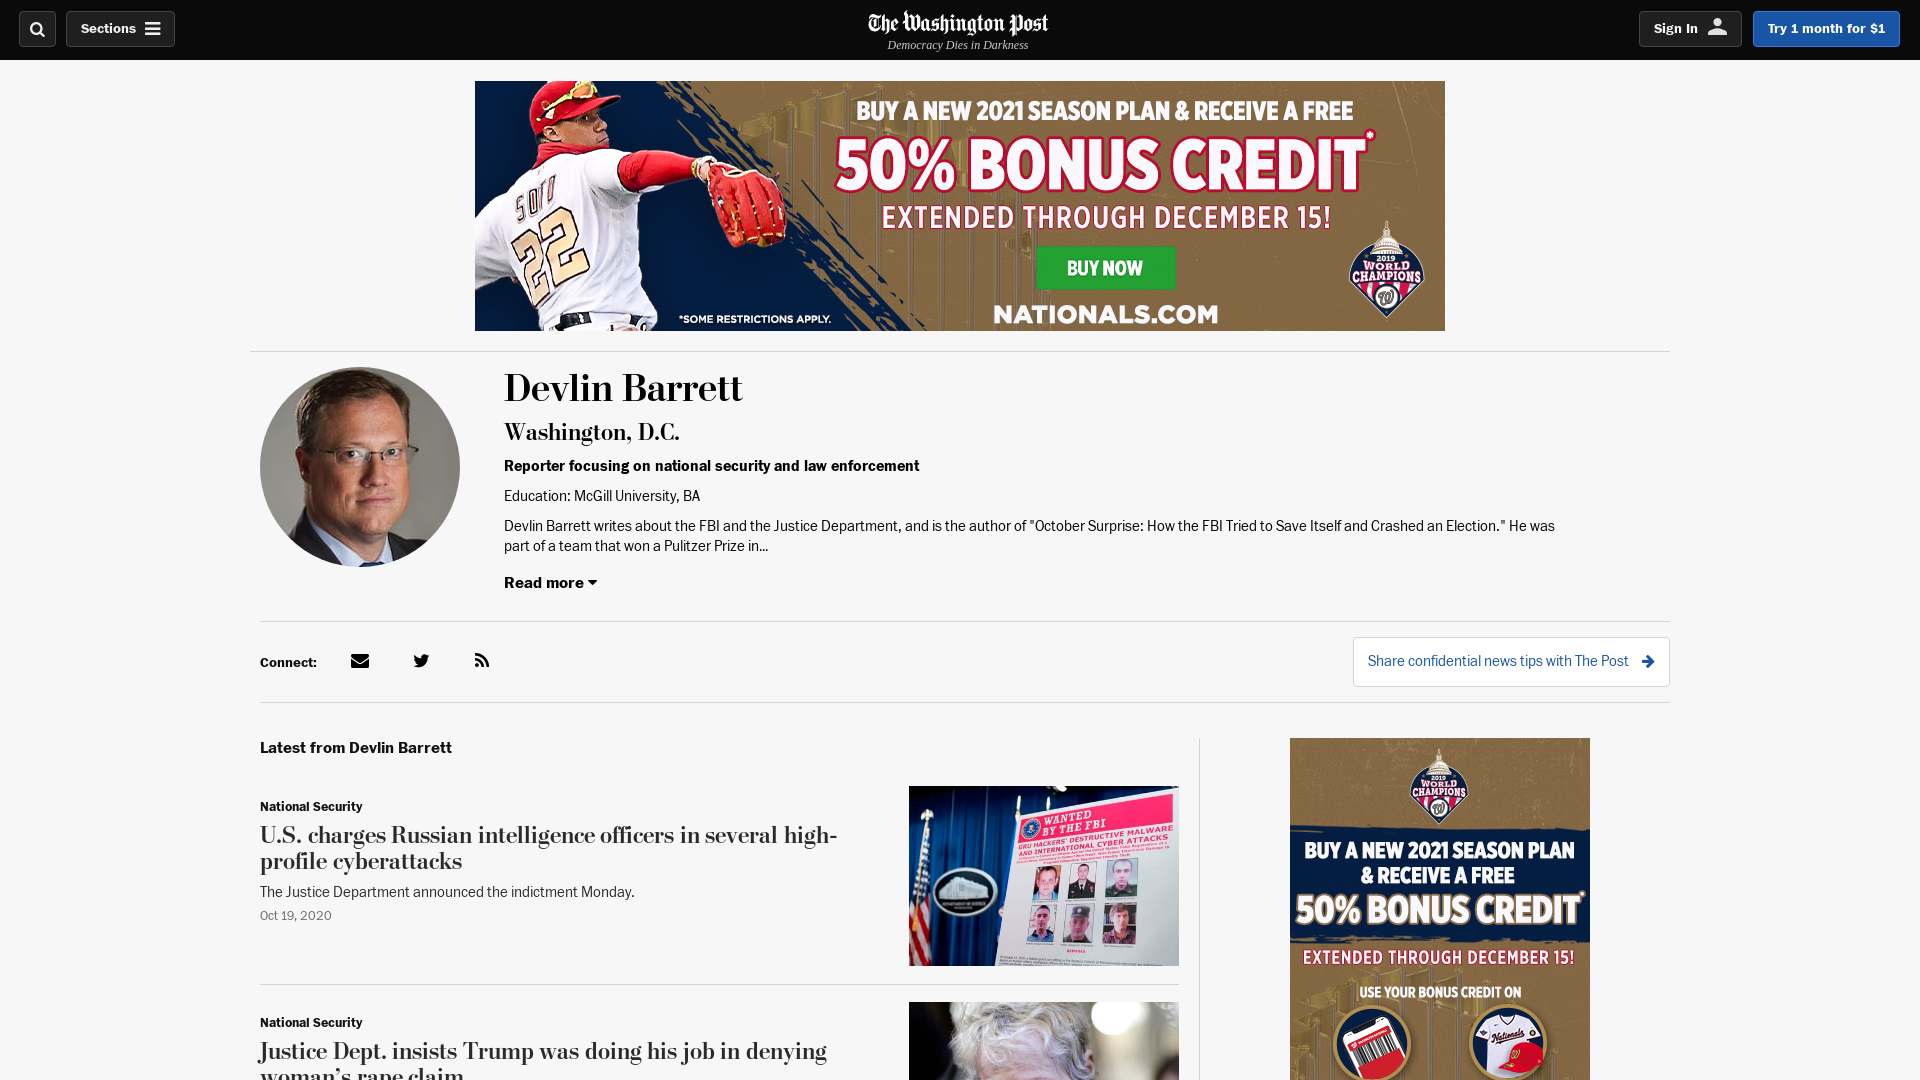 Sections
The Washington Post
Democracy Dies in Darkness
Sign In
Try 1 month for $1
BUY A NEW 2021 SEASON PLAN & RECEIVE A FREE
50% BONUS CREDIT*
EXTENDED THROUGH DECEMBER 15!
BUY NOW
NATIONALS.COM
*SOME RESTRICTIONS APPLY.
SOTO
22
2019
WORLD
CHAMPIONS
W
Devlin Barrett
Washington, D.C.
Reporter focusing on national security and law enforcement
Education: McGill University, BA
Devlin Barrett writes about the FBI and the Justice Department, and is the author of "October Surprise: How the FBI Tried to Save Itself and Crashed an Election." He was
part of a team that won a Pulitzer Prize in...
Read more
Connect:
Share confidential news tips with The Post
Latest from Devlin Barrett
National Security
U.S. charges Russian intelligence officers in several high-
profile cyberattacks
The Justice Department announced the indictment Monday.
Oct 19, 2020
WANTED
BY THE FBI
GRU HACKERS' DESTRUCTIVE MALWARE
AND INTERNATIONAL CYBER ATTACKS
National Security
Justice Dept. insists Trump was doing his job in denying
woman's rape claim
2019
WORLD
CHAMPIONS
W
BUY A NEW 2021 SEASON PLAN
& RECEIVE A FREE
50% BONUS CREDIT*
EXTENDED THROUGH DECEMBER 15!
USE YOUR BONUS CREDIT ON
Nationals